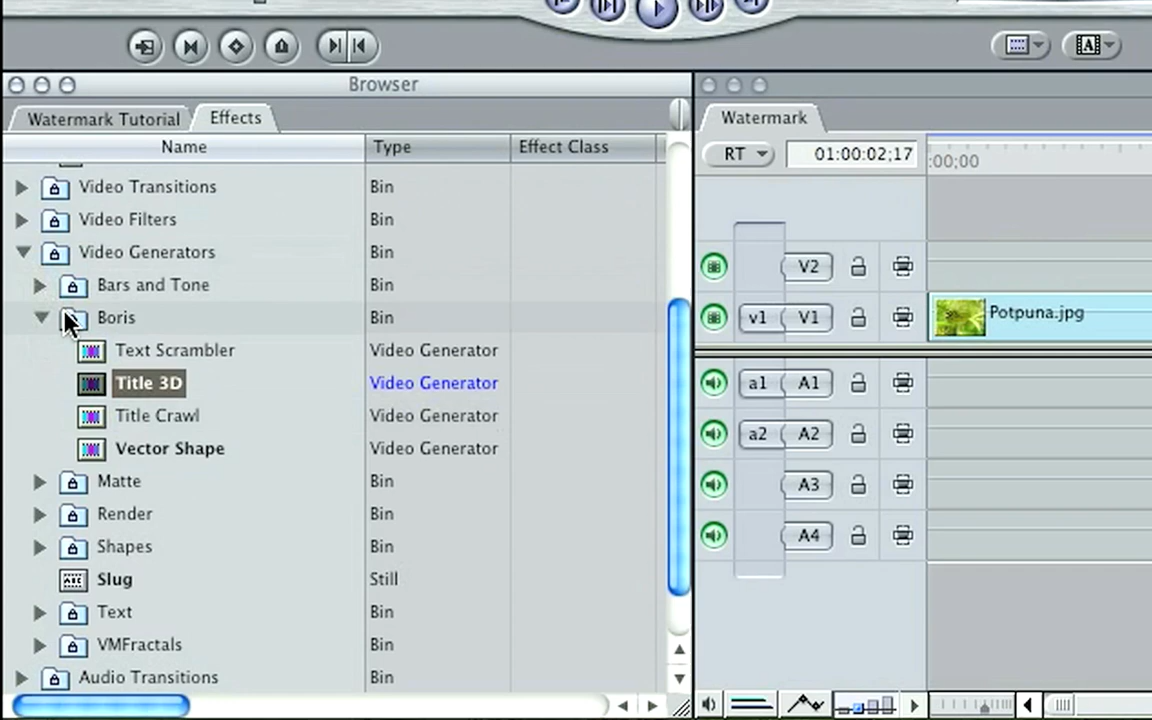 Browser
Watermark Tutorial
Effects
Name
Type
Effect Class
Video Transitions
Bin
Video Filters
Bin
Video Generators
Bin
Bars and Tone
Bin
Boris
Bin
Text Scrambler
Video Generator
Title 3D
Video Generator
Title Crawl
Video Generator
Vector Shape
Video Generator
Matte
Bin
Render
Bin
Shapes
Bin
Slug
Still
Text
Bin
VMFractals
Bin
Audio Transitions
Bin
A
Watermark
RT
01:00:02;17
:00;00
V2
v1
V1
Potpuna.jpg
a1
A1
a2
A2
A3
A4